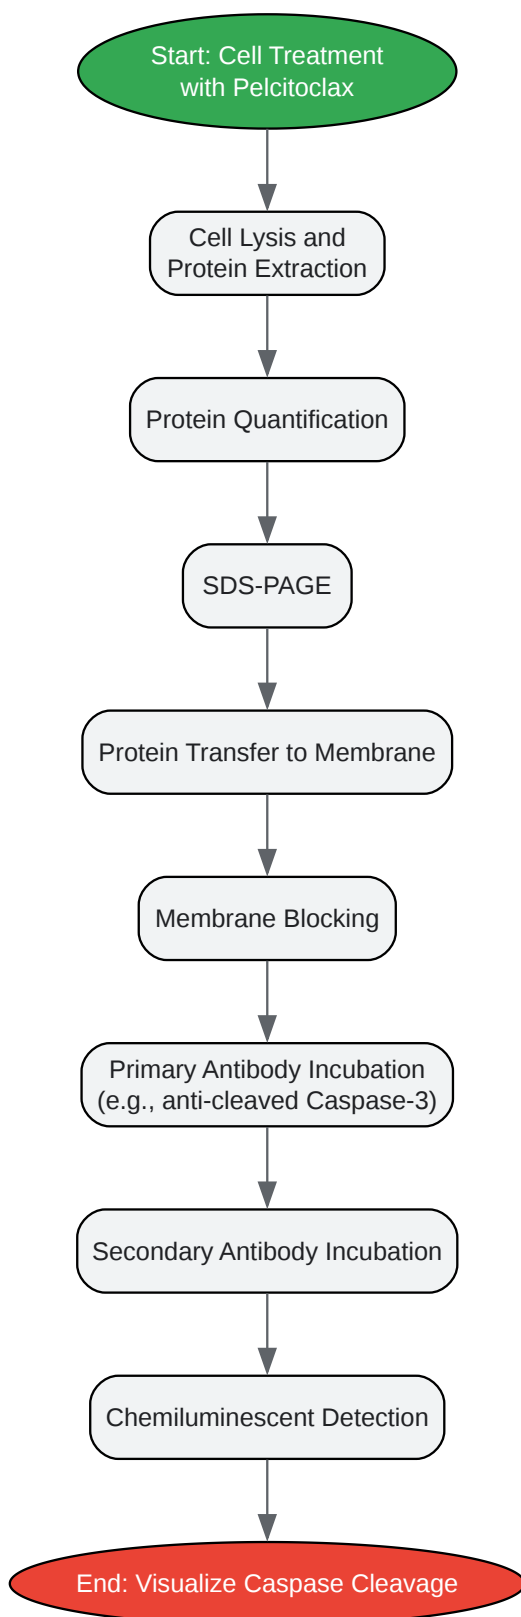 Start: Cell Treatment
with Pelcitoclax
Cell Lysis and
Protein Extraction
Protein Quantification
SDS-PAGE
Protein Transfer to Membrane
Membrane Blocking
Primary Antibody Incubation
(e.g., anti-cleaved Caspase-3)
Secondary Antibody Incubation
Chemiluminescent Detection
End: Visualize Caspase Cleavage